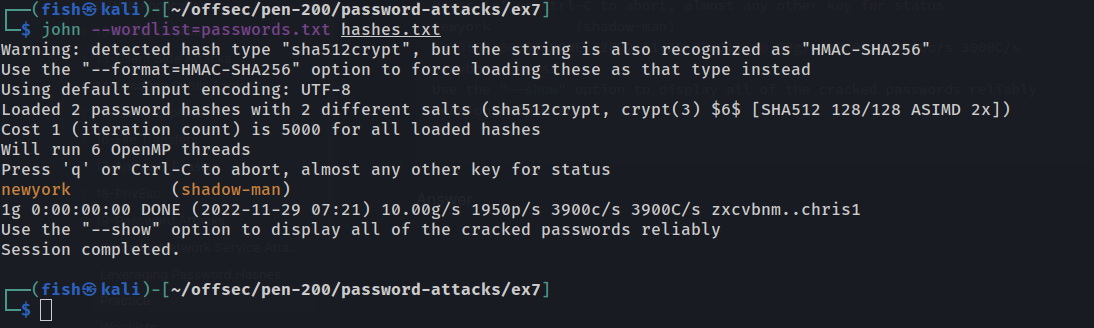 ┌──(fish㉿kali)-[~/offsec/pen-200/password-attacks/ex7]
└─$ john --wordlist=passwords.txt hashes.txt
Warning: detected hash type "sha512crypt", but the string is also recognized as "HMAC-SHA256"
Use the "--format=HMAC-SHA256" option to force loading these as that type instead
Using default input encoding: UTF-8
Loaded 2 password hashes with 2 different salts (sha512crypt, crypt(3) $6$ [SHA512 128/128 ASIMD 2x])
Cost 1 (iteration count) is 5000 for all loaded hashes
Will run 6 OpenMP threads
Press 'q' or Ctrl-C to abort, almost any other key for status
newyork          (shadow-man)
1g 0:00:00:00 DONE (2022-11-29 07:21) 10.00g/s 1950p/s 3900c/s 3900C/s zxcvbnm..chris1
Use the "--show" option to display all of the cracked passwords reliably
Session completed.
┌──(fish㉿kali)-[~/offsec/pen-200/password-attacks/ex7]
└─$